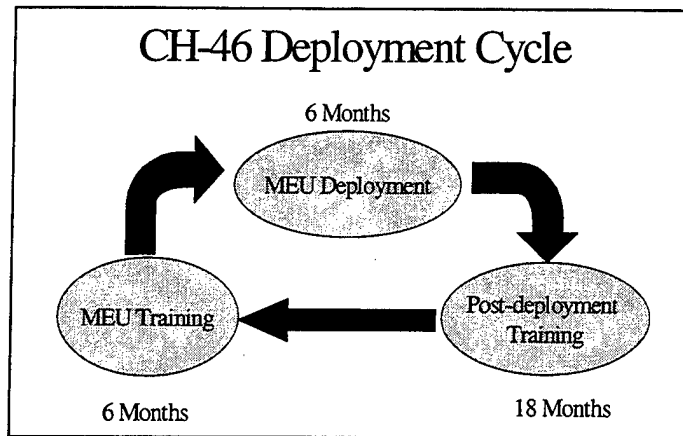 CH-46 Deployment Cycle
6 Months
MEU Deployment
MEU Training
Post-deployment
Training
6 Months
18 Months